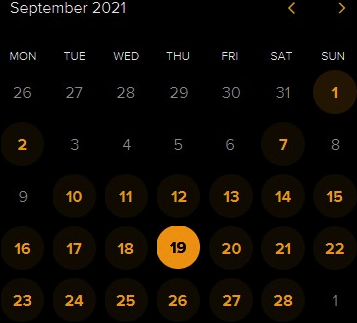 September 2021
MON TUE WED THU FRI SAT SUN
26 27 28 29 30 31 1
2 3 4 5 6 7 8
9 10 11 12 13 14 15
16 17 18 19 20 21 22
23 24 25 26 27 28 1